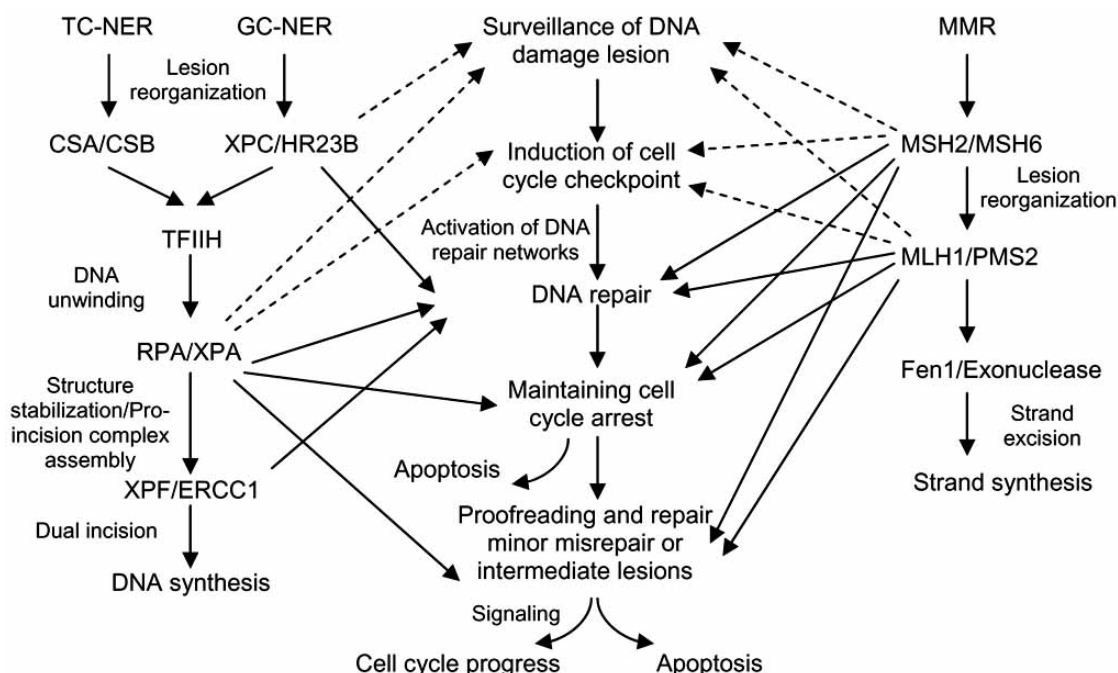 TC-NER
GC-NER
Lesion
reorganization
CSA/CSB
XPC/HR23B
TFIIH
DNA
unwinding
RPA/XPA
Structure
stabilization/Pro-
incision complex
assembly
XPF/ERCC1
Dual incision
DNA synthesis
Surveillance of DNA
damage lesion
Induction of cell
cycle checkpoint
Activation of DNA
repair networks
DNA repair
Maintaining cell
cycle arrest
Apoptosis
Proofreading and repair
minor misrepair or
intermediate lesions
Signaling
Cell cycle progress
Apoptosis
MMR
MSH2/MSH6
Lesion
reorganization
MLH1/PMS2
Fen1/Exonuclease
Strand
excision
Strand synthesis